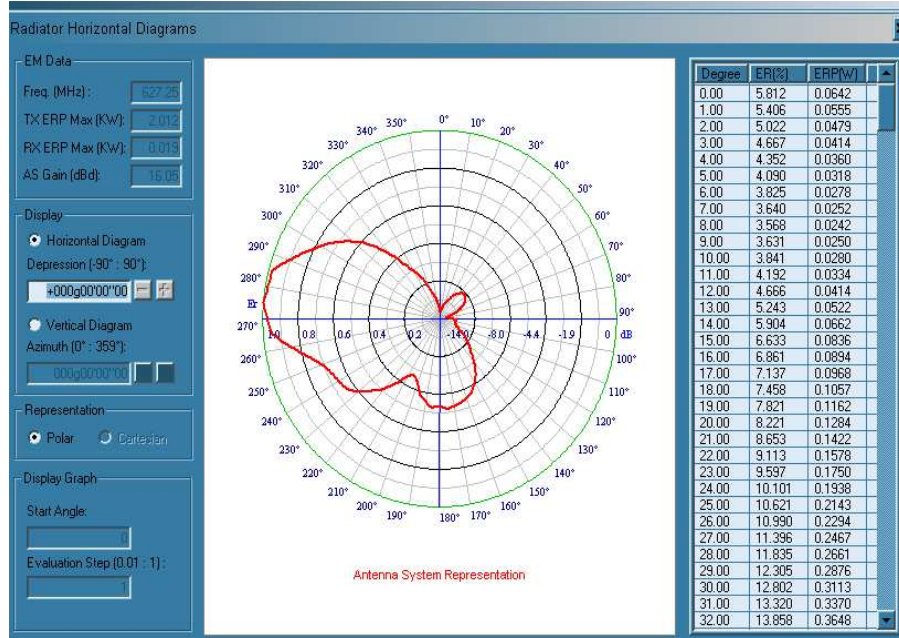 Radiator Horizontal Diagrams
EM Data
Freq. (MHz) : 627.25
TX ERP Max (KW): 2.012
RX ERP Max (KW): 0.019
AS Gain (dBd): 16.05
Display
Horizontal Diagram
Depression (-90° : 90°):
+000g00'00''00
Vertical Diagram
Azimuth (0° : 359°):
000g00'00''00
Representation
Polar Cartesian
Display Graph
Start Angle:
0
Evaluation Step (0.01 : 1) :
1
0° 10° 20° 30° 40° 50° 60° 70° 80° 90° 100° 110° 120° 130° 140° 150° 160° 170° 180° 190° 200° 210° 220° 230° 240° 250° 260° 270° 280° 290° 300° 310° 320° 330° 340° 350°
Er
1.0 0.8 0.6 0.4 0.2 -14.0 -8.0 -4.4 -1.9 0 dB
Antenna System Representation
Degree ER(%) ERP(W)
0.00 5.812 0.0642
1.00 5.406 0.0555
2.00 5.022 0.0479
3.00 4.667 0.0414
4.00 4.352 0.0360
5.00 4.090 0.0318
6.00 3.825 0.0278
7.00 3.640 0.0252
8.00 3.568 0.0242
9.00 3.631 0.0250
10.00 3.841 0.0280
11.00 4.192 0.0334
12.00 4.666 0.0414
13.00 5.243 0.0522
14.00 5.904 0.0662
15.00 6.633 0.0836
16.00 6.861 0.0894
17.00 7.137 0.0968
18.00 7.458 0.1057
19.00 7.821 0.1162
20.00 8.221 0.1284
21.00 8.653 0.1422
22.00 9.113 0.1578
23.00 9.597 0.1750
24.00 10.101 0.1938
25.00 10.621 0.2143
26.00 10.990 0.2294
27.00 11.396 0.2467
28.00 11.835 0.2661
29.00 12.305 0.2876
30.00 12.802 0.3113
31.00 13.320 0.3370
32.00 13.858 0.3648